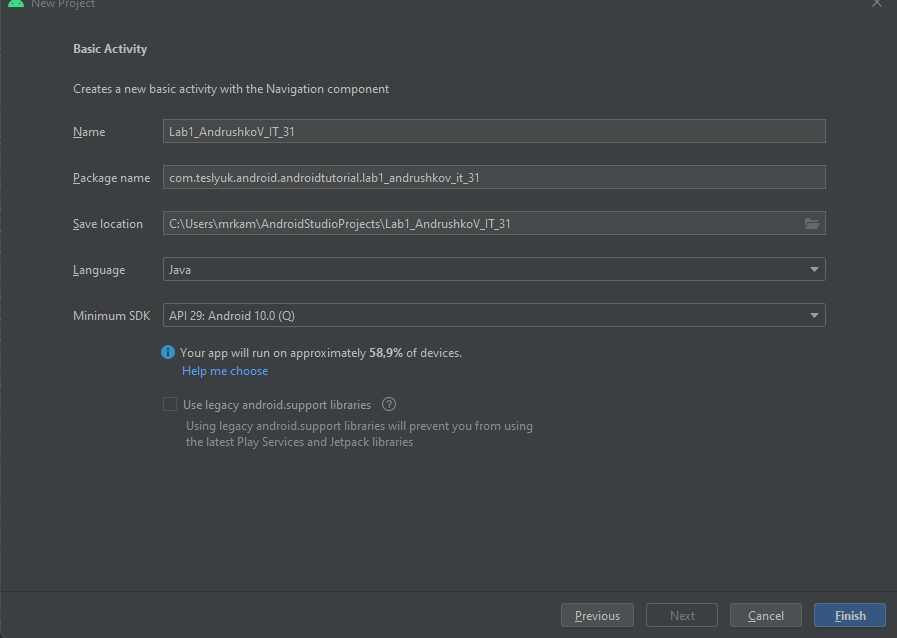 New Project
Basic Activity
Creates a new basic activity with the Navigation component
Name
Lab1_AndrushkoV_IT_31
Package name
com.teslyuk.android.androidtutorial.lab1_andrushkov_it_31
Save location
C:\Users\mrkam\AndroidStudioProjects\Lab1_AndrushkoV_IT_31
Language
Java
Minimum SDK
API 29: Android 10.0 (Q)
i Your app will run on approximately 58,9% of devices.
Help me choose
Use legacy android.support libraries ?
Using legacy android.support libraries will prevent you from using
the latest Play Services and Jetpack libraries
Previous
Next
Cancel
Finish